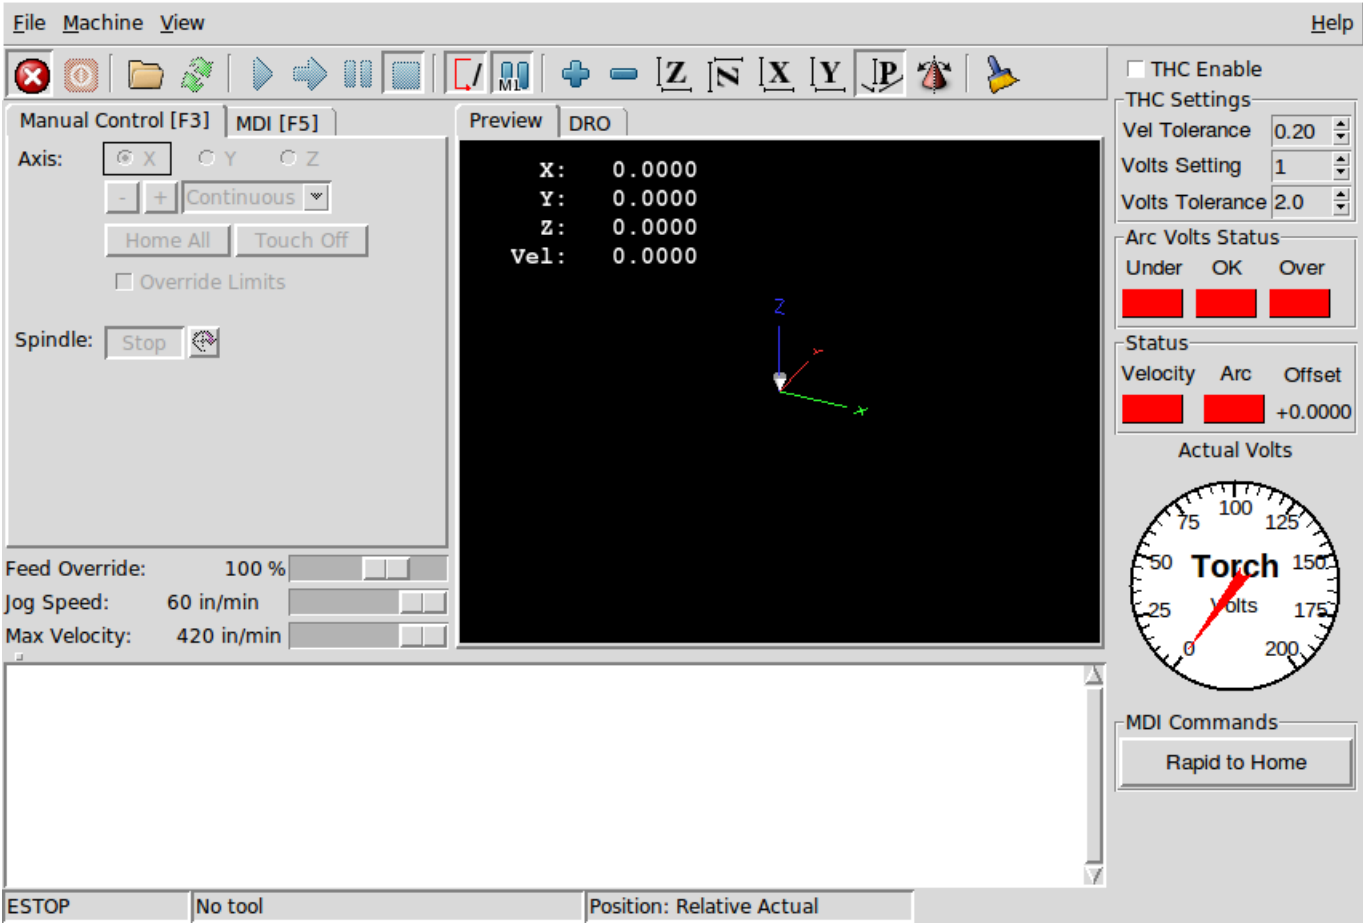 File Machine View Help
M1 Z N X Y P
Manual Control [F3] MDI [F5]
Axis: X Y Z
- + Continuous
Home All Touch Off
Override Limits
Spindle: Stop
Feed Override: 100 %
Jog Speed: 60 in/min
Max Velocity: 420 in/min
Preview DRO
X: 0.0000
Y: 0.0000
Z: 0.0000
Vel: 0.0000
Z
Y
X
THC Enable
THC Settings
Vel Tolerance 0.20
Volts Setting 1
Volts Tolerance 2.0
Arc Volts Status
Under OK Over
Status
Velocity Arc Offset
+0.0000
Actual Volts
0 25 50 75 100 125 150 175 200
Torch
Volts
MDI Commands
Rapid to Home
ESTOP No tool Position: Relative Actual